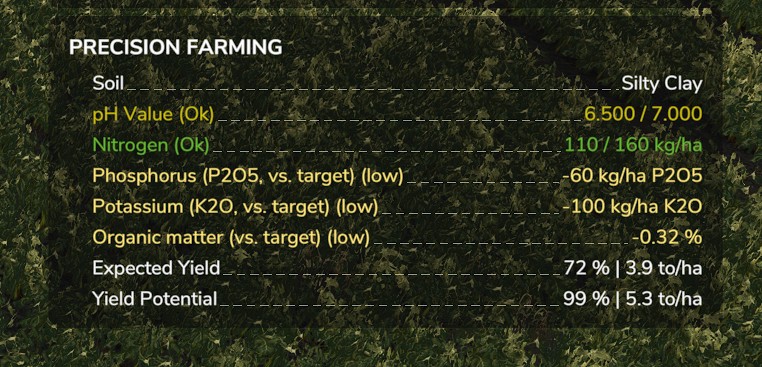 PRECISION FARMING
Soil Silty Clay
pH Value (Ok) 6.500 / 7.000
Nitrogen (Ok) 110 / 160 kg/ha
Phosphorus (P2O5, vs. target) (low) -60 kg/ha P2O5
Potassium (K2O, vs. target) (low) -100 kg/ha K2O
Organic matter (vs. target) (low) -0.32 %
Expected Yield 72 % | 3.9 to/ha
Yield Potential 99 % | 5.3 to/ha